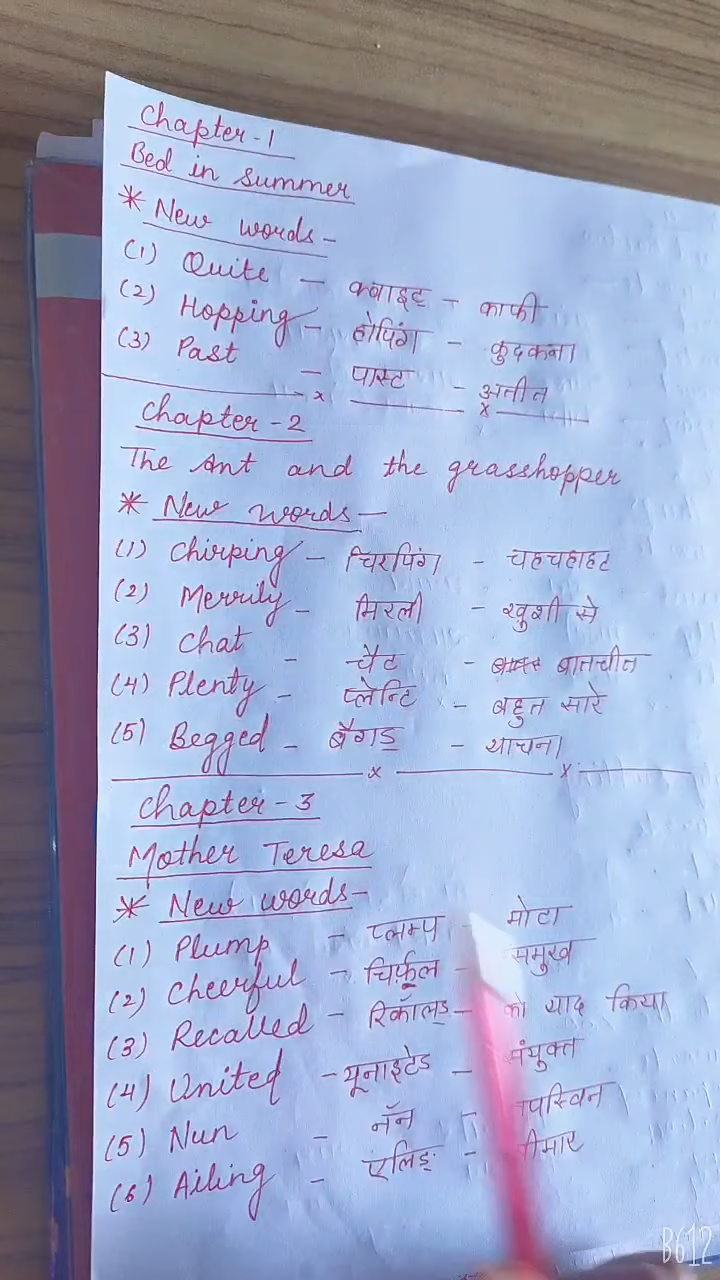 Chapter-1
Bed in summer
* New words-
(1) Quite - क्वाइट् - काफी
(2) Hopping - होपिंग - कुदकना
(3) Past - पास्ट - अतीत
x x
Chapter-2
The Ant and the grasshopper
* New words-
(1) Chirping - चिरपिंग - चहचहाहट
(2) Merrily - मिरली - खुशी से
(3) Chat - चैट - बातचीत
(4) Plenty - प्लेन्टि - बहुत सारे
(5) Begged - बैगड् - याचना
x x
Chapter-3
Mother Teresa
* New words-
(1) Plump - प्लम्प - मोटा
(2) Cheerful - चिर्फूल -
(3) Recalled - रिकॉल्ड् - को याद किया
(4) United - यूनाइटेड - संयुक्त
(5) Nun - नॅन -
(6) Ailing - एलिङ् -
B612